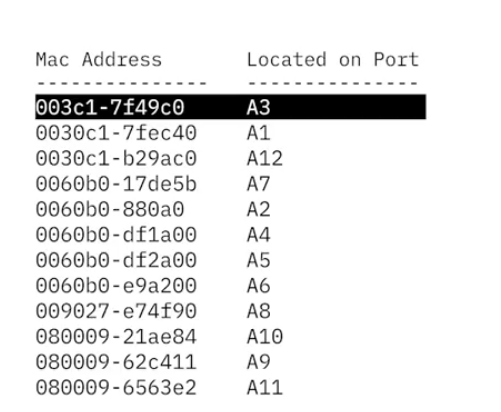 Mac Address Located on Port
--------------- ---------------
003c1-7f49c0 A3
0030c1-7fec40 A1
0030c1-b29ac0 A12
0060b0-17de5b A7
0060b0-880a0 A2
0060b0-df1a00 A4
0060b0-df2a00 A5
0060b0-e9a200 A6
009027-e74f90 A8
080009-21ae84 A10
080009-62c411 A9
080009-6563e2 A11